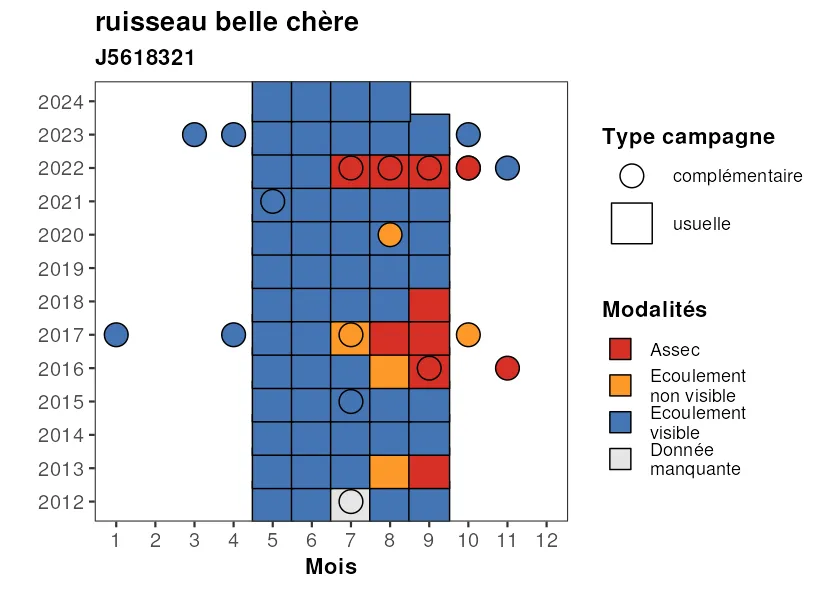 ruisseau belle chère
J5618321
2024
2023
2022
2021
2020
2019
2018
2017
2016
2015
2014
2013
2012
1 2 3 4 5 6 7 8 9 10 11 12
Mois
Type campagne
complémentaire
usuelle
Modalités
Assec
Ecoulement
non visible
Ecoulement
visible
Donnée
manquante